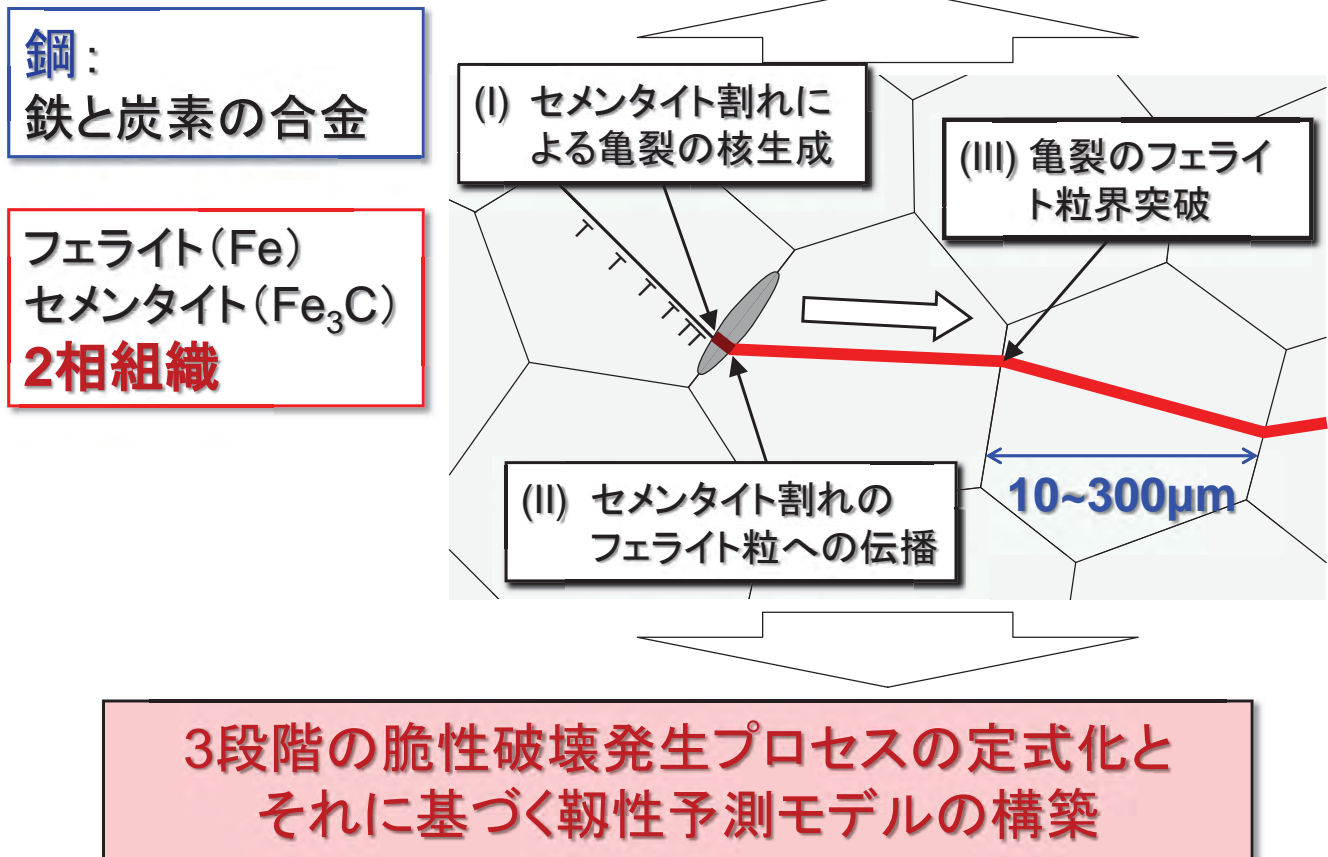 鋼：
鉄と炭素の合金
フェライト（Fe）
セメンタイト（Fe₃C）
2相組織
(I) セメンタイト割れに
よる亀裂の核生成
(III) 亀裂のフェライ
ト粒界突破
(II) セメンタイト割れの
フェライト粒への伝播
10~300μm
3段階の脆性破壊発生プロセスの定式化と
それに基づく靭性予測モデルの構築